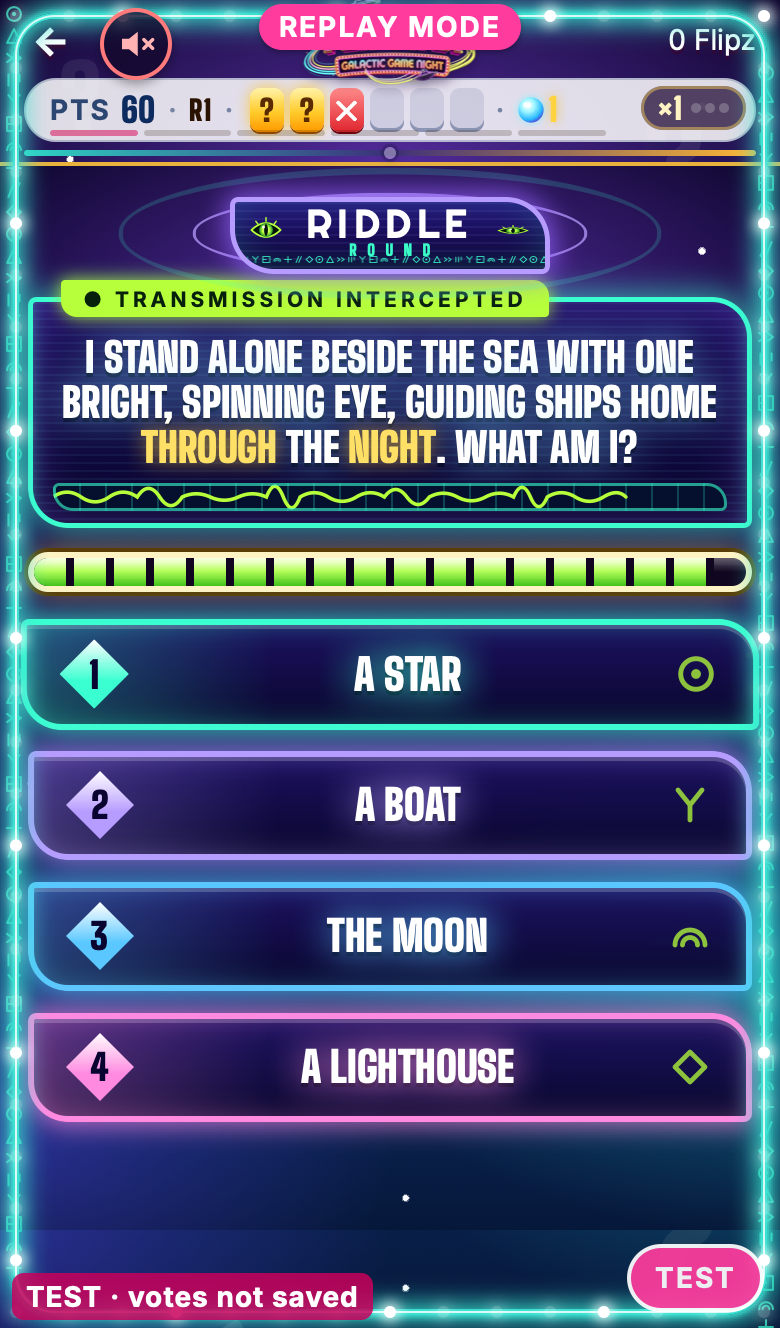 REPLAY MODE
0 Flipz
GALACTIC GAME NIGHT
PTS 60 · R1 · ? ? · 1
×1
RIDDLE
ROUND
TRANSMISSION INTERCEPTED
I STAND ALONE BESIDE THE SEA WITH ONE
BRIGHT, SPINNING EYE, GUIDING SHIPS HOME
THROUGH THE NIGHT. WHAT AM I?
1 A STAR
2 A BOAT
3 THE MOON
4 A LIGHTHOUSE
TEST
TEST · votes not saved